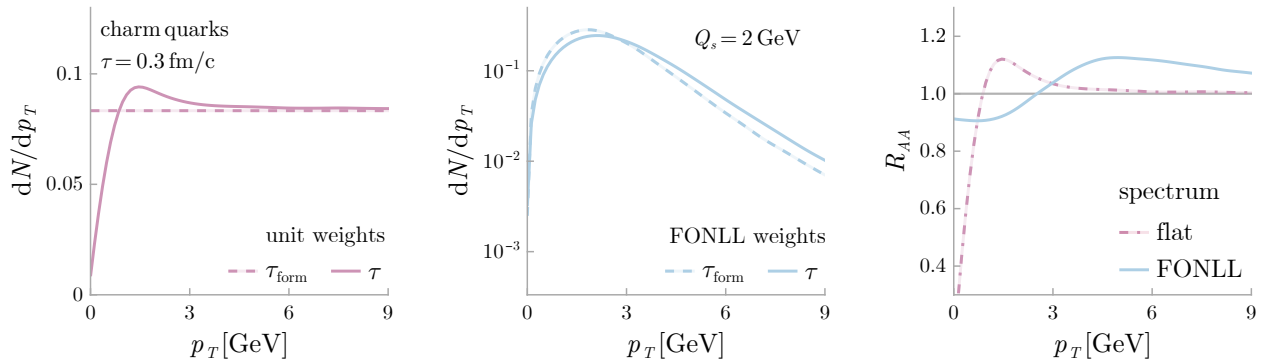 charm quarks
τ = 0.3 fm/c
dN/dp_T
0.1
0.05
0
unit weights
τ_form
τ
0
3
6
9
p_T [GeV]
Q_s = 2 GeV
dN/dp_T
10^{-1}
10^{-2}
10^{-3}
FONLL weights
τ_form
τ
0
3
6
9
p_T [GeV]
R_{AA}
1.2
1.0
0.8
0.6
0.4
spectrum
flat
FONLL
0
3
6
9
p_T [GeV]